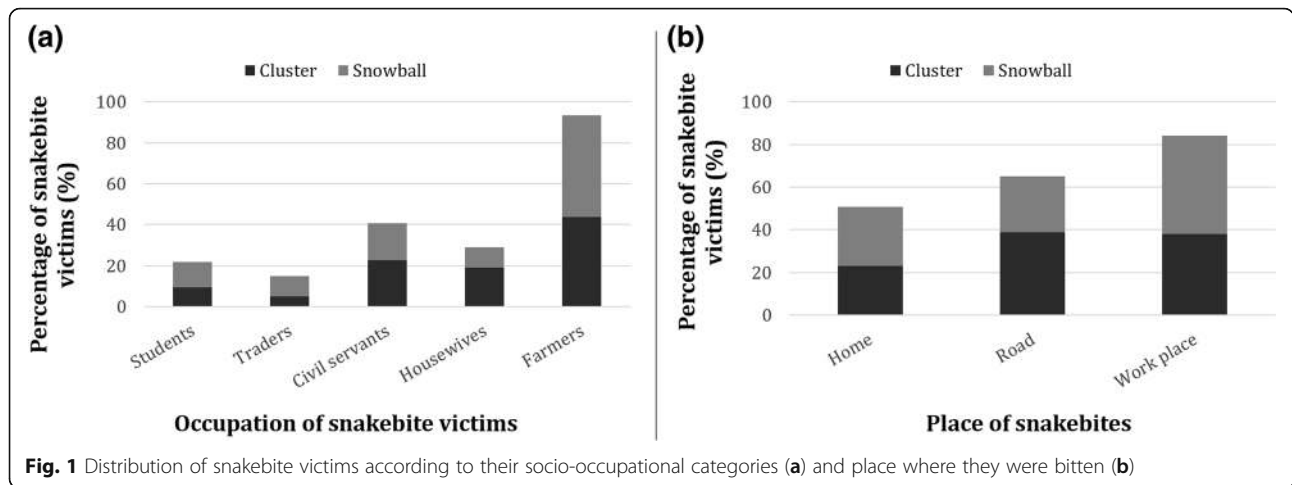 (a)
Cluster Snowball
Percentage of snakebite
victims (%)
100
80
60
40
20
0
Students
Traders
Civil servants
Housewives
Farmers
Occupation of snakebite victims
(b)
Cluster Snowball
Percentage of snakebite
victims (%)
100
80
60
40
20
0
Home
Road
Work place
Place of snakebites
Fig. 1 Distribution of snakebite victims according to their socio-occupational categories (a) and place where they were bitten (b)